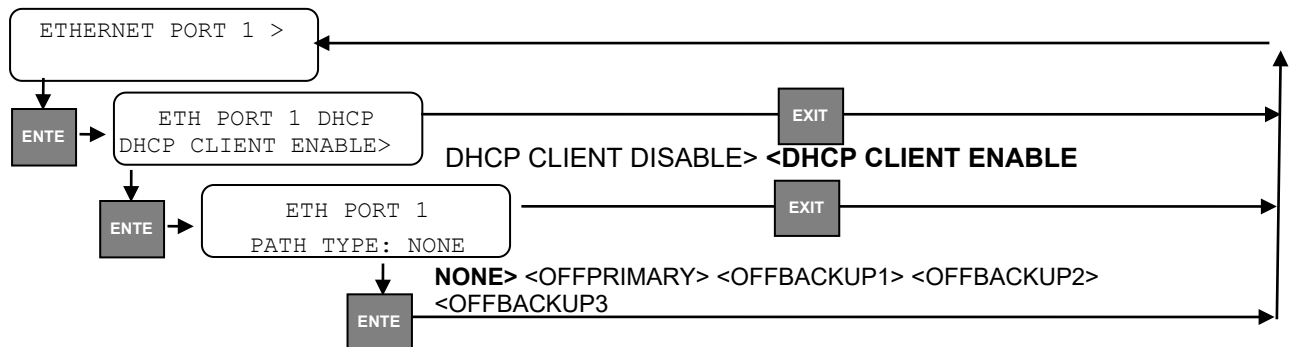 ETHERNET PORT 1 >
ENTE
ETH PORT 1 DHCP
DHCP CLIENT ENABLE>
EXIT
DHCP CLIENT DISABLE> <DHCP CLIENT ENABLE
ENTE
ETH PORT 1
PATH TYPE: NONE
EXIT
NONE> <OFFPRIMARY> <OFFBACKUP1> <OFFBACKUP2>
<OFFBACKUP3
ENTE